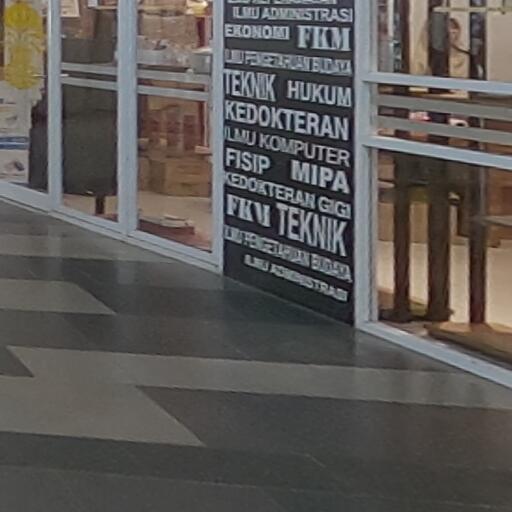 ILMU ADMINISTRASI
EKONOMI FKM
ILMU PENGETAHUAN BUDAYA
TEKNIK HUKUM
KEDOKTERAN
ILMU KOMPUTER
FISIP MIPA
KEDOKTERAN GIGI
FKM TEKNIK
ILMU PENGETAHUAN BUDAYA
ILMU ADMINISTRASI